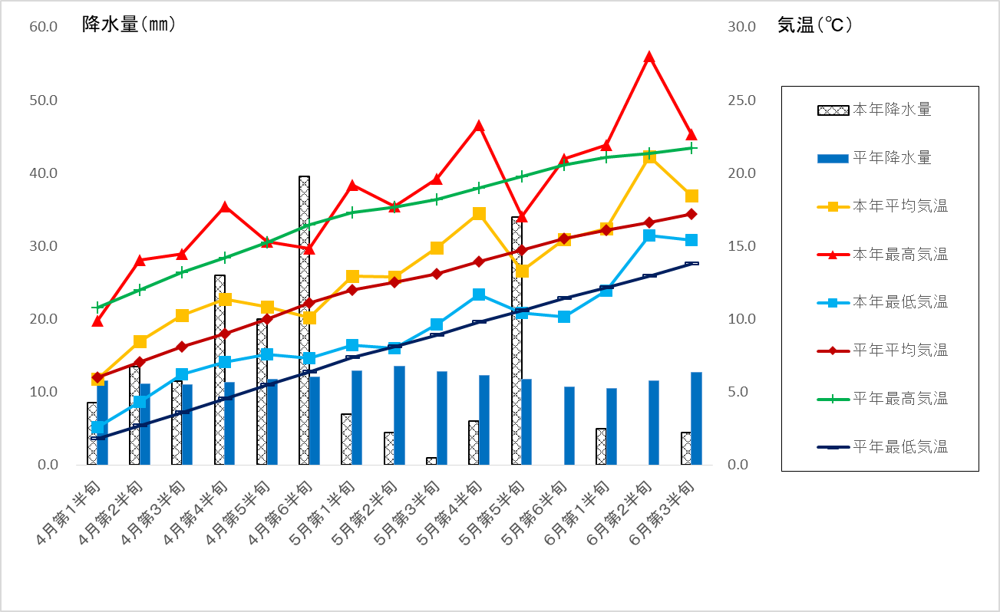 降水量(㎜)
気温(℃)
60.0
50.0
40.0
30.0
20.0
10.0
0.0
30.0
25.0
20.0
15.0
10.0
5.0
0.0
本年降水量
平年降水量
本年平均気温
本年最高気温
本年最低気温
平年平均気温
平年最高気温
平年最低気温
4月第1半旬
4月第2半旬
4月第3半旬
4月第4半旬
4月第5半旬
4月第6半旬
5月第1半旬
5月第2半旬
5月第3半旬
5月第4半旬
5月第5半旬
5月第6半旬
6月第1半旬
6月第2半旬
6月第3半旬